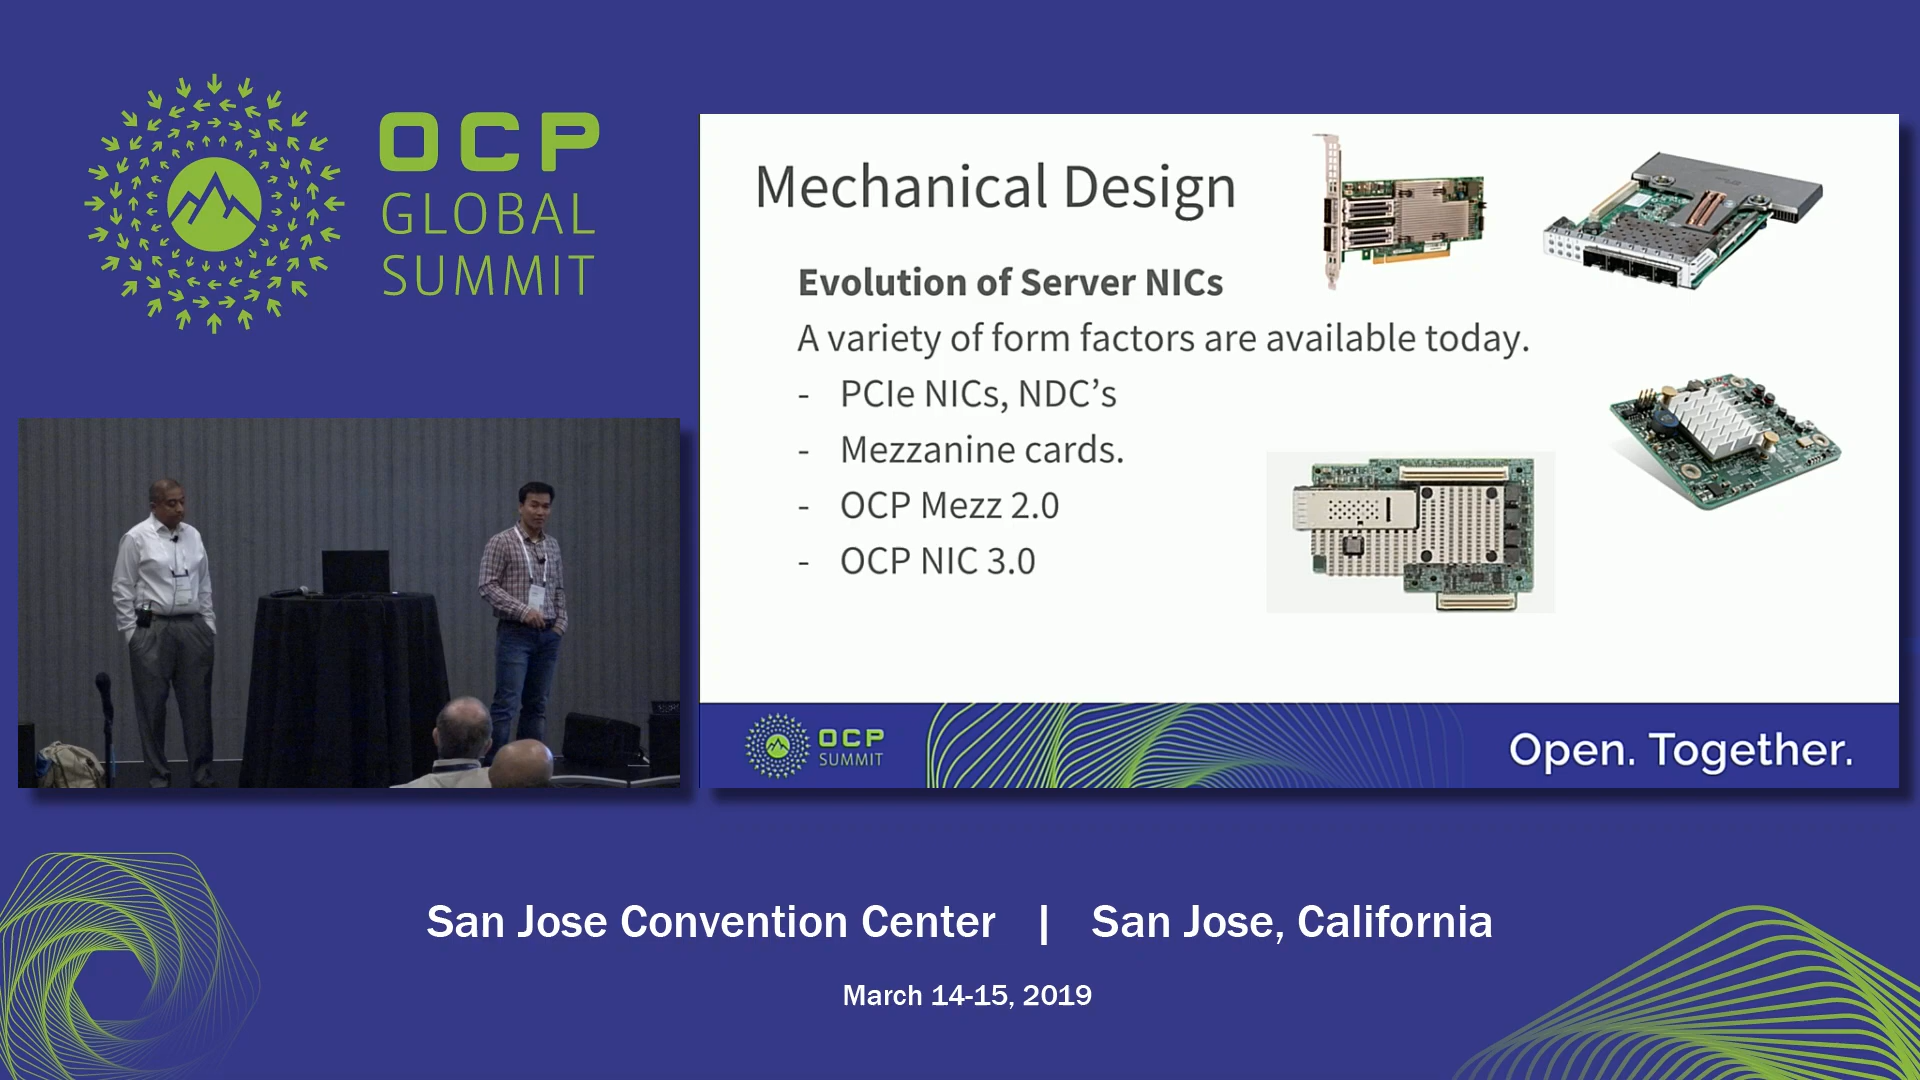 OCP
GLOBAL
SUMMIT
Mechanical Design
Evolution of Server NICs
A variety of form factors are available today.
- PCIe NICs, NDC’s
- Mezzanine cards.
- OCP Mezz 2.0
- OCP NIC 3.0
OCP
SUMMIT
Open. Together.
San Jose Convention Center | San Jose, California
March 14-15, 2019